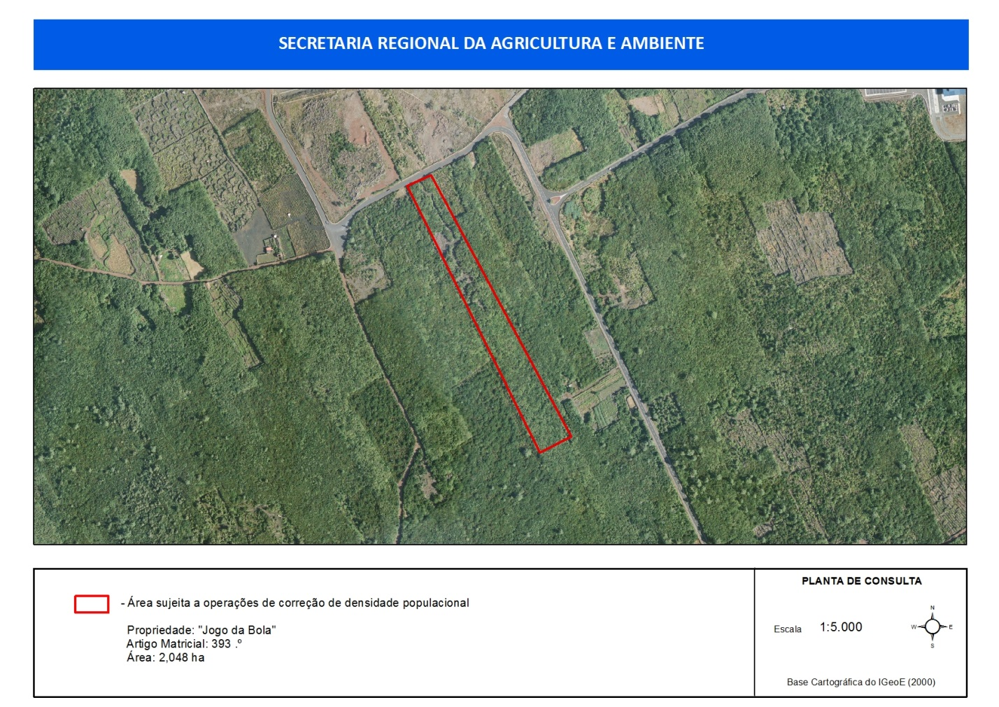 SECRETARIA REGIONAL DA AGRICULTURA E AMBIENTE
- Área sujeita a operações de correção de densidade populacional
Propriedade: "Jogo da Bola"
Artigo Matricial: 393 .º
Área: 2,048 ha
PLANTA DE CONSULTA
Escala 1:5.000
N
W E
S
Base Cartográfica do IGeoE (2000)